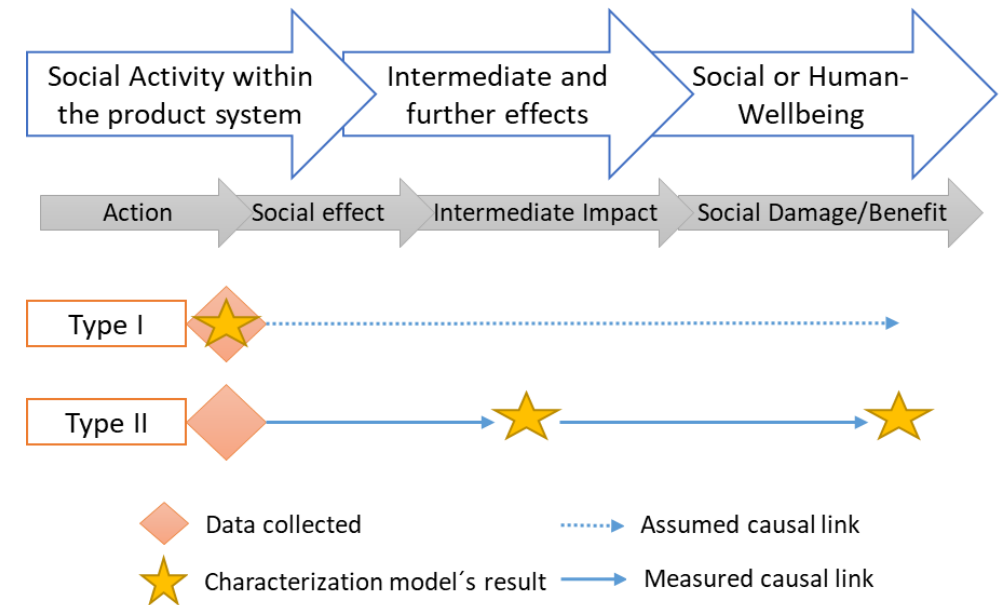 Social Activity within
the product system
Intermediate and
further effects
Social or Human-
Wellbeing
Action
Social effect
Intermediate Impact
Social Damage/Benefit
Type I
Type II
Data collected
Assumed causal link
Characterization model´s result
Measured causal link